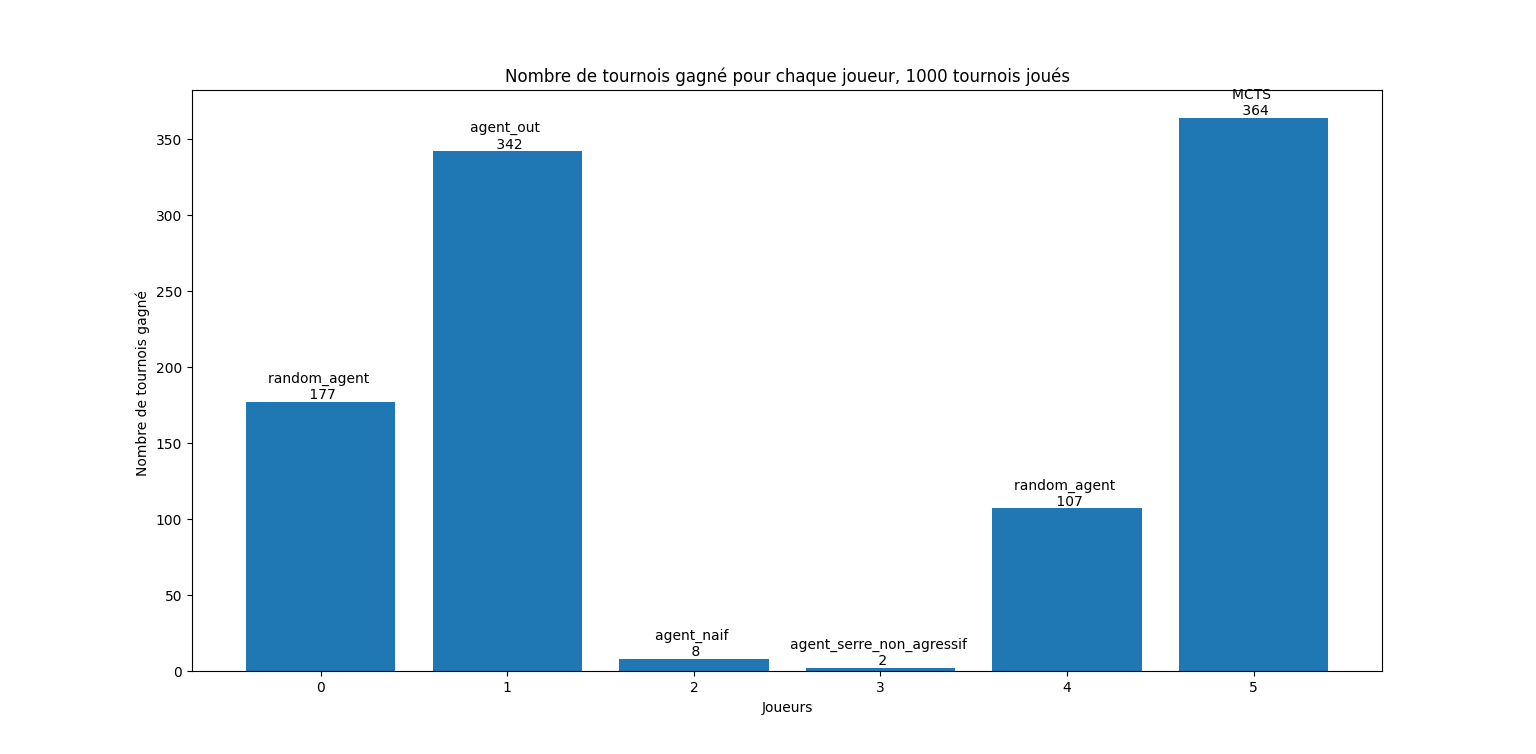 Nombre de tournois gagné pour chaque joueur, 1000 tournois joués
MCTS
364
agent_out
342
random_agent
177
random_agent
107
agent_naif
8
agent_serre_non_agressif
2
350
300
250
200
150
100
50
0
Nombre de tournois gagné
0 1 2 3 4 5
Joueurs